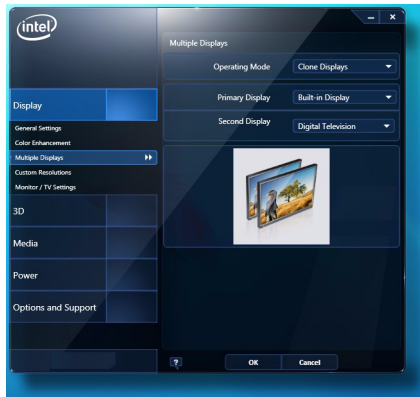 intel
Multiple Displays
Operating Mode Clone Displays
Display
Primary Display Built-in Display
General Settings
Second Display Digital Television
Color Enhancement
Multiple Displays
Custom Resolutions
Monitor / TV Settings
3D
Media
Power
Options and Support
? OK Cancel